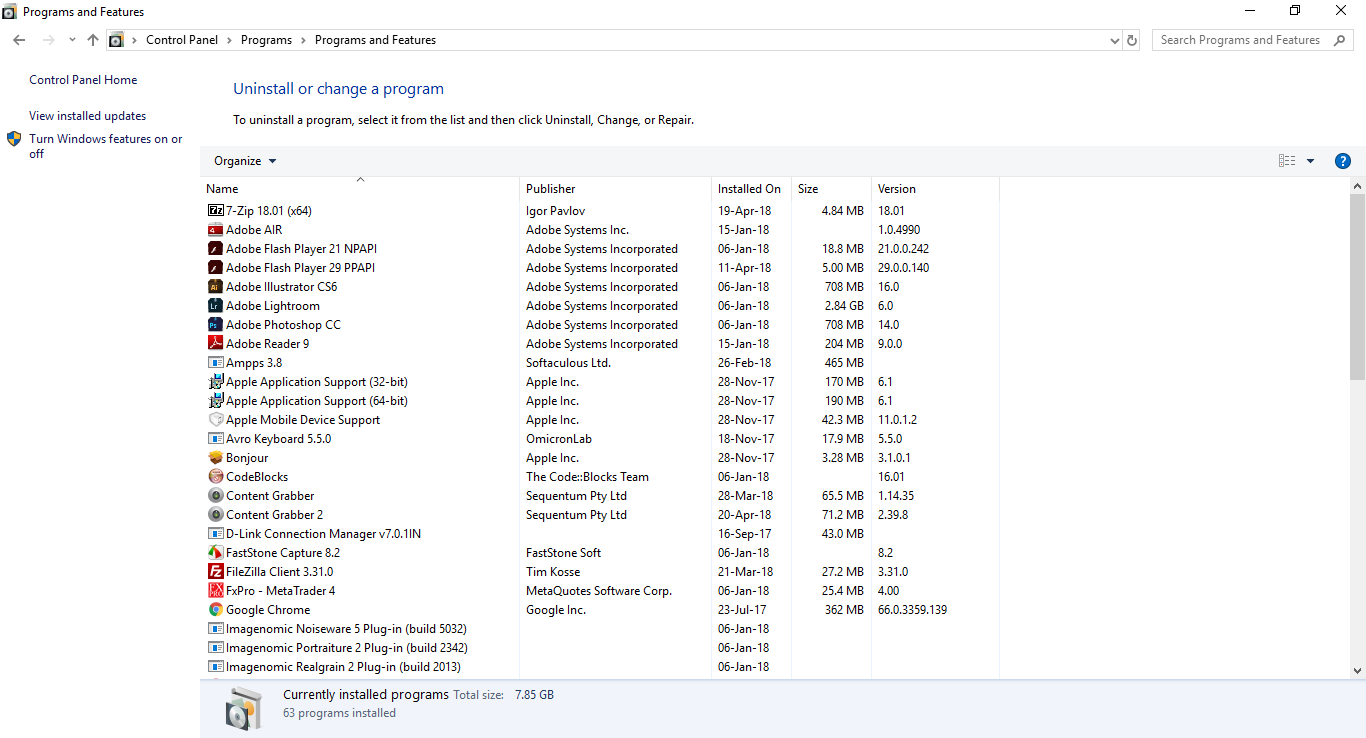 Programs and Features
Control Panel > Programs > Programs and Features
Search Programs and Features
Control Panel Home
View installed updates
Turn Windows features on or
off
Uninstall or change a program
To uninstall a program, select it from the list and then click Uninstall, Change, or Repair.
Organize
Name Publisher Installed On Size Version
7-Zip 18.01 (x64) Igor Pavlov 19-Apr-18 4.84 MB 18.01
Adobe AIR Adobe Systems Inc. 15-Jan-18 1.0.4990
Adobe Flash Player 21 NPAPI Adobe Systems Incorporated 06-Jan-18 18.8 MB 21.0.0.242
Adobe Flash Player 29 PPAPI Adobe Systems Incorporated 11-Apr-18 5.00 MB 29.0.0.140
Adobe Illustrator CS6 Adobe Systems Incorporated 06-Jan-18 708 MB 16.0
Adobe Lightroom Adobe Systems Incorporated 06-Jan-18 2.84 GB 6.0
Adobe Photoshop CC Adobe Systems Incorporated 06-Jan-18 708 MB 14.0
Adobe Reader 9 Adobe Systems Incorporated 15-Jan-18 204 MB 9.0.0
Ampps 3.8 Softaculous Ltd. 26-Feb-18 465 MB
Apple Application Support (32-bit) Apple Inc. 28-Nov-17 170 MB 6.1
Apple Application Support (64-bit) Apple Inc. 28-Nov-17 190 MB 6.1
Apple Mobile Device Support Apple Inc. 28-Nov-17 42.3 MB 11.0.1.2
Avro Keyboard 5.5.0 OmicronLab 18-Nov-17 17.9 MB 5.5.0
Bonjour Apple Inc. 28-Nov-17 3.28 MB 3.1.0.1
CodeBlocks The Code::Blocks Team 06-Jan-18 16.01
Content Grabber Sequentum Pty Ltd 28-Mar-18 65.5 MB 1.14.35
Content Grabber 2 Sequentum Pty Ltd 20-Apr-18 71.2 MB 2.39.8
D-Link Connection Manager v7.0.1IN 16-Sep-17 43.0 MB
FastStone Capture 8.2 FastStone Soft 06-Jan-18 8.2
FileZilla Client 3.31.0 Tim Kosse 21-Mar-18 27.2 MB 3.31.0
FxPro - MetaTrader 4 MetaQuotes Software Corp. 06-Jan-18 25.4 MB 4.00
Google Chrome Google Inc. 23-Jul-17 362 MB 66.0.3359.139
Imagenomic Noiseware 5 Plug-in (build 5032) 06-Jan-18
Imagenomic Portraiture 2 Plug-in (build 2342) 06-Jan-18
Imagenomic Realgrain 2 Plug-in (build 2013) 06-Jan-18
Currently installed programs Total size: 7.85 GB
63 programs installed